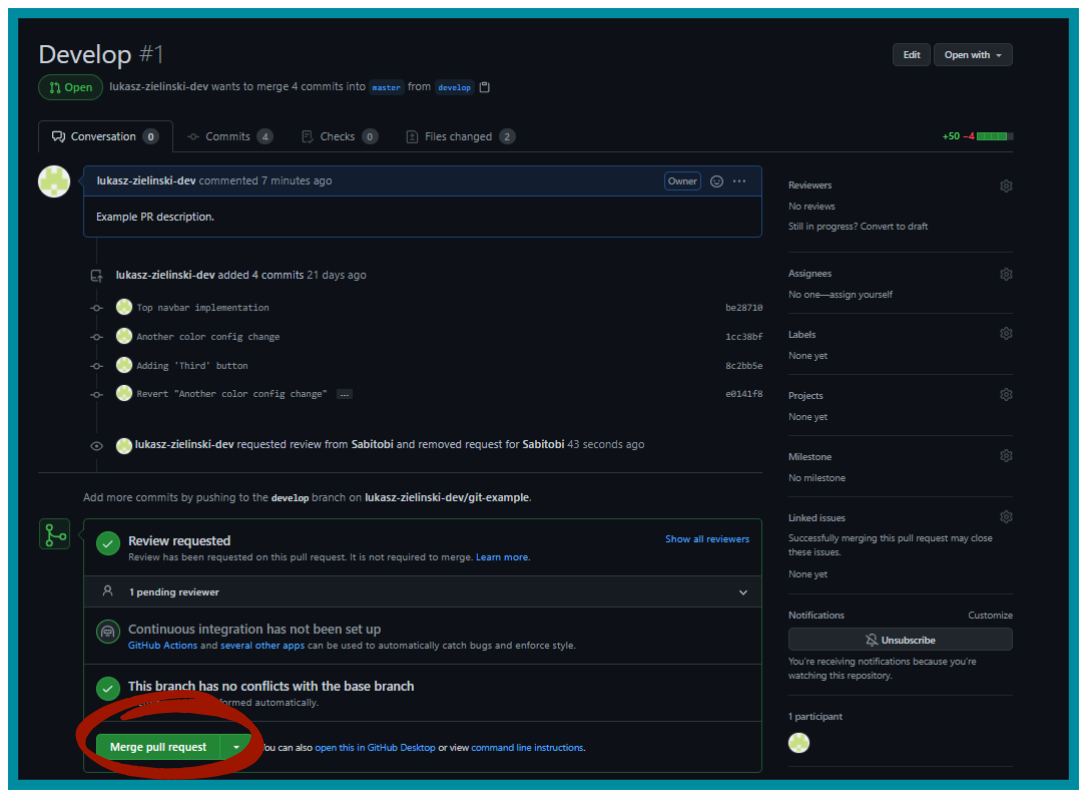 Develop #1
Edit
Open with
Open
lukasz-zielinski-dev wants to merge 4 commits into master from develop
Conversation 0
Commits 4
Checks 0
Files changed 2
+50 −4
lukasz-zielinski-dev commented 7 minutes ago
Owner
Example PR description.
lukasz-zielinski-dev added 4 commits 21 days ago
Top navbar implementation be28710
Another color config change 1cc38bf
Adding 'Third' button 8c2bb5e
Revert "Another color config change" ... e0141f8
lukasz-zielinski-dev requested review from Sabitobi and removed request for Sabitobi 43 seconds ago
Add more commits by pushing to the develop branch on lukasz-zielinski-dev/git-example.
Review requested
Show all reviewers
Review has been requested on this pull request. It is not required to merge. Learn more.
1 pending reviewer
Continuous integration has not been set up
GitHub Actions and several other apps can be used to automatically catch bugs and enforce style.
This branch has no conflicts with the base branch
automatically.
Merge pull request
You can also open this in GitHub Desktop or view command line instructions.
Reviewers
No reviews
Still in progress? Convert to draft
Assignees
No one—assign yourself
Labels
None yet
Projects
None yet
Milestone
No milestone
Linked issues
Successfully merging this pull request may close
these issues.
None yet
Notifications
Customize
Unsubscribe
You're receiving notifications because you're
watching this repository.
1 participant